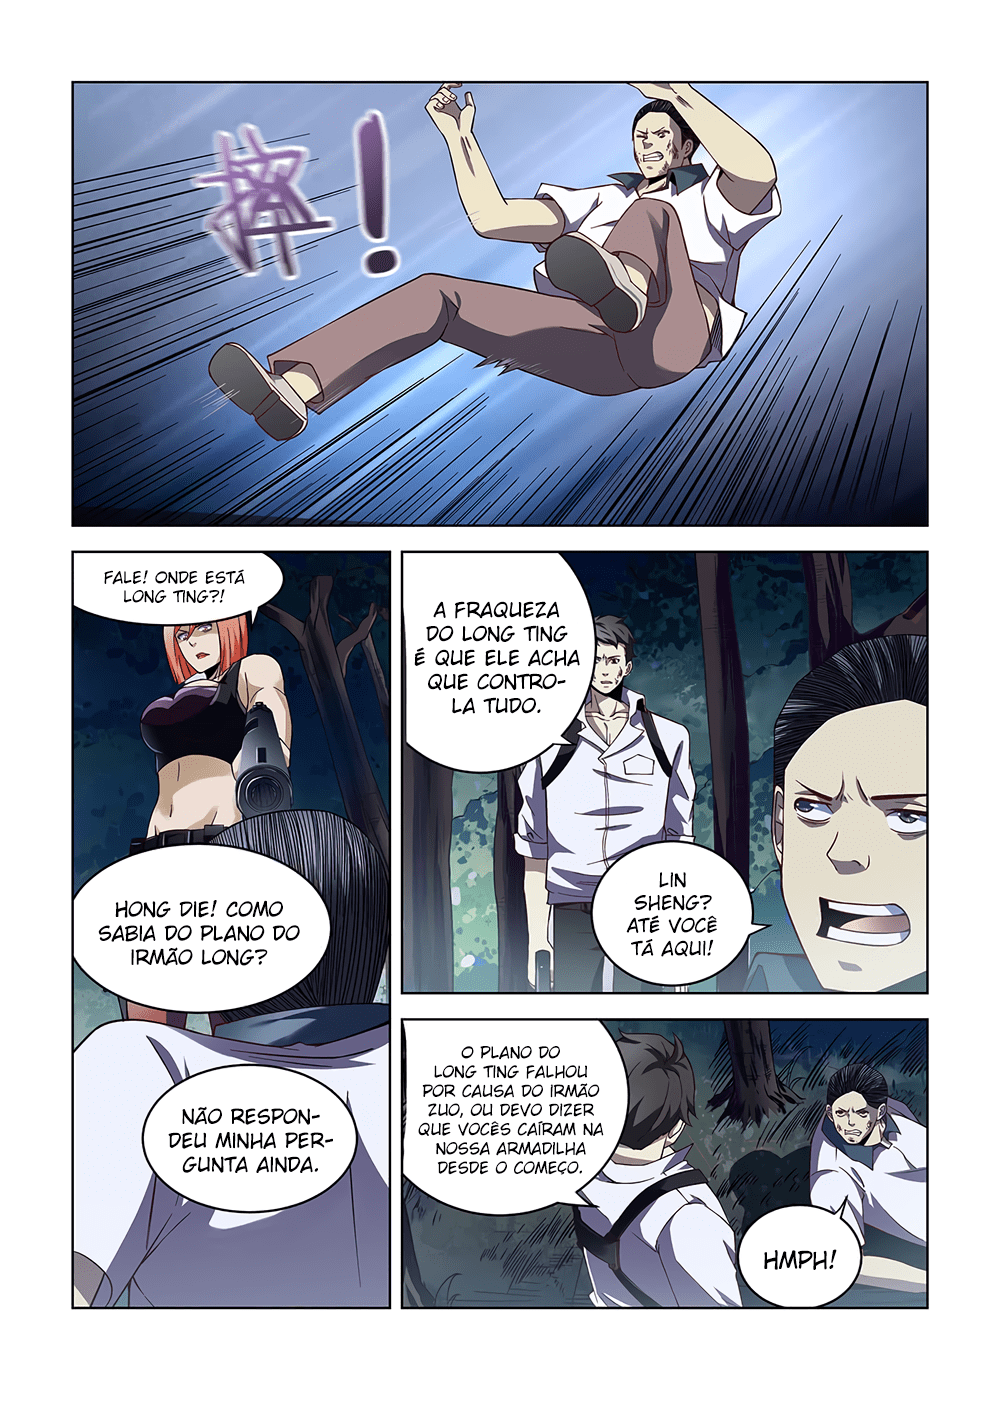 ！
FALE! ONDE ESTÁ
LONG TING?!
HONG DIE! COMO
SABIA DO PLANO DO
IRMÃO LONG?
NÃO RESPON-
DEU MINHA PER-
GUNTA AINDA.
A FRAQUEZA
DO LONG TING
É QUE ELE ACHA
QUE CONTRO-
LA TUDO.
LIN
SHENG?
ATÉ VOCÊ
TÁ AQUI!
O PLANO DO
LONG TING FALHOU
POR CAUSA DO IRMÃO
ZUO, OU DEVO DIZER
QUE VOCÊS CAÍRAM NA
NOSSA ARMADILHA
DESDE O COMEÇO.
HMPH!